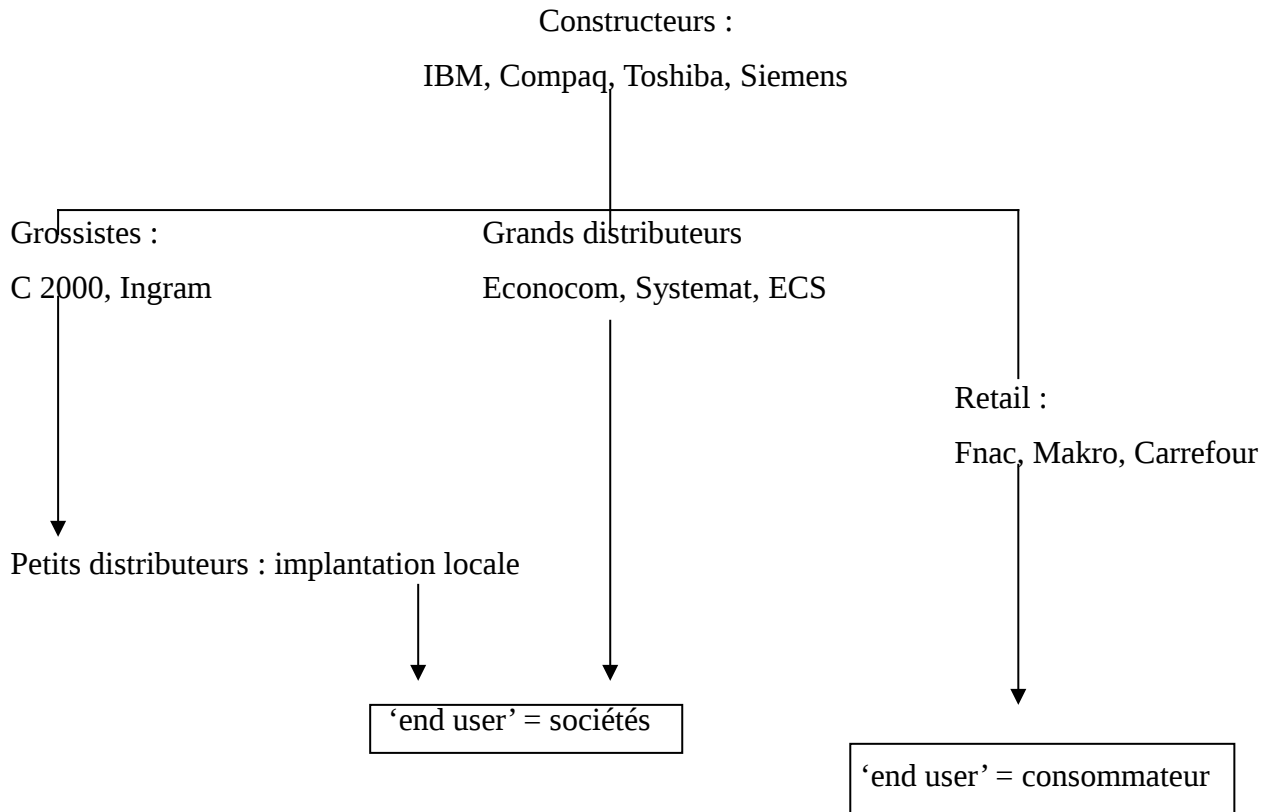 Constructeurs :
IBM, Compaq, Toshiba, Siemens
Grossistes :
C 2000, Ingram
Grands distributeurs
Econocom, Systemat, ECS
Retail :
Fnac, Makro, Carrefour
Petits distributeurs : implantation locale
‘end user’ = sociétés
‘end user’ = consommateur